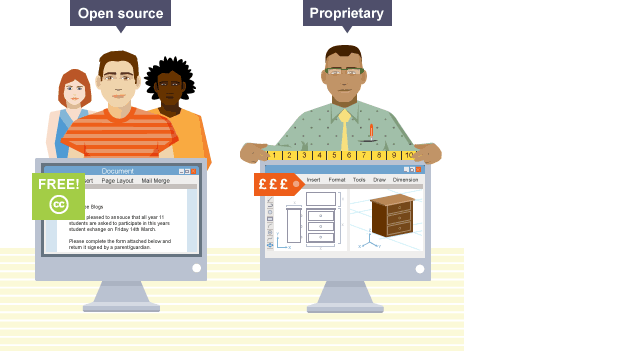 Open source
Proprietary
Document
Page Layout Mail Merge
FREE!
cc
Blogs
pleased to announce that all year 11
students are asked to participate in this years
student exhange on Friday 14th March.
Please complete the form attached below and
return it signed by a parent/guardian.
1 2 3 4 5 6 7 8 9 10
£££
Insert Format Tools Draw Dimension